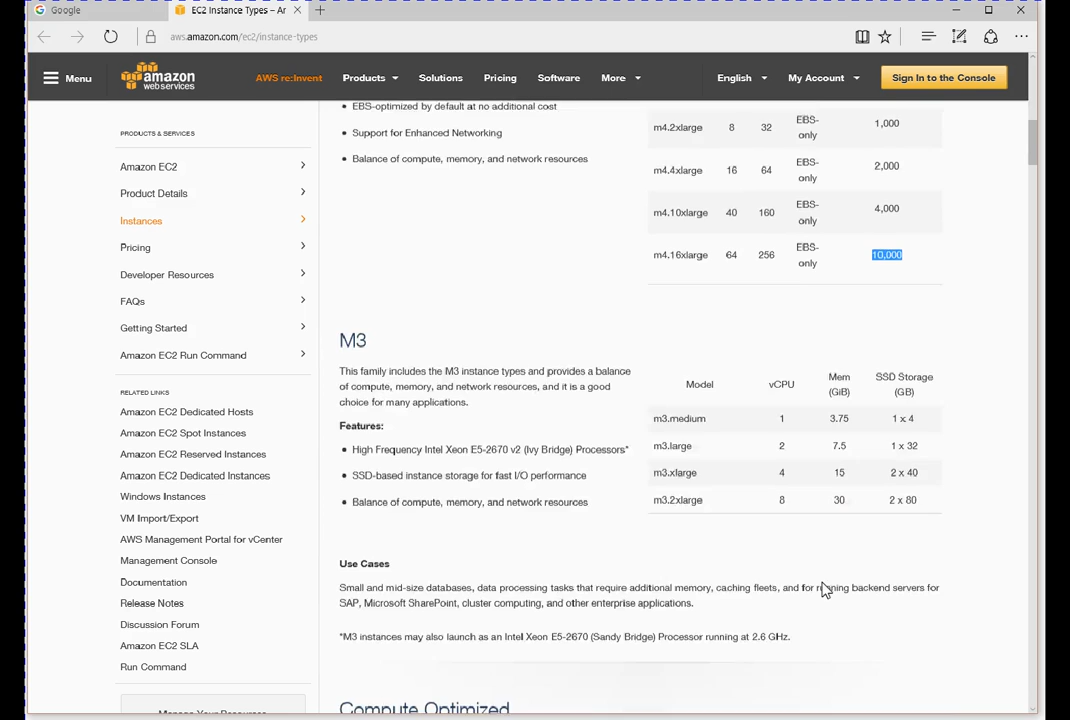 Google
EC2 Instance Types – Ar
aws.amazon.com/ec2/instance-types
Menu
amazon
webservices
AWS re:Invent
Products
Solutions
Pricing
Software
More
English
My Account
Sign In to the Console
PRODUCTS & SERVICES
Amazon EC2
Product Details
Instances
Pricing
Developer Resources
FAQs
Getting Started
Amazon EC2 Run Command
RELATED LINKS
Amazon EC2 Dedicated Hosts
Amazon EC2 Spot Instances
Amazon EC2 Reserved Instances
Amazon EC2 Dedicated Instances
Windows Instances
VM Import/Export
AWS Management Portal for vCenter
Management Console
Documentation
Release Notes
Discussion Forum
Amazon EC2 SLA
Run Command
Manage Your Resources
• EBS-optimized by default at no additional cost
• Support for Enhanced Networking
• Balance of compute, memory, and network resources
m4.2xlarge 8 32 EBS-only 1,000
m4.4xlarge 16 64 EBS-only 2,000
m4.10xlarge 40 160 EBS-only 4,000
m4.16xlarge 64 256 EBS-only 10,000
M3
This family includes the M3 instance types and provides a balance
of compute, memory, and network resources, and it is a good
choice for many applications.
Features:
• High Frequency Intel Xeon E5-2670 v2 (Ivy Bridge) Processors*
• SSD-based instance storage for fast I/O performance
• Balance of compute, memory, and network resources
Model vCPU Mem (GiB) SSD Storage (GB)
m3.medium 1 3.75 1 x 4
m3.large 2 7.5 1 x 32
m3.xlarge 4 15 2 x 40
m3.2xlarge 8 30 2 x 80
Use Cases
Small and mid-size databases, data processing tasks that require additional memory, caching fleets, and for running backend servers for
SAP, Microsoft SharePoint, cluster computing, and other enterprise applications.
*M3 instances may also launch as an Intel Xeon E5-2670 (Sandy Bridge) Processor running at 2.6 GHz.
Compute Optimized